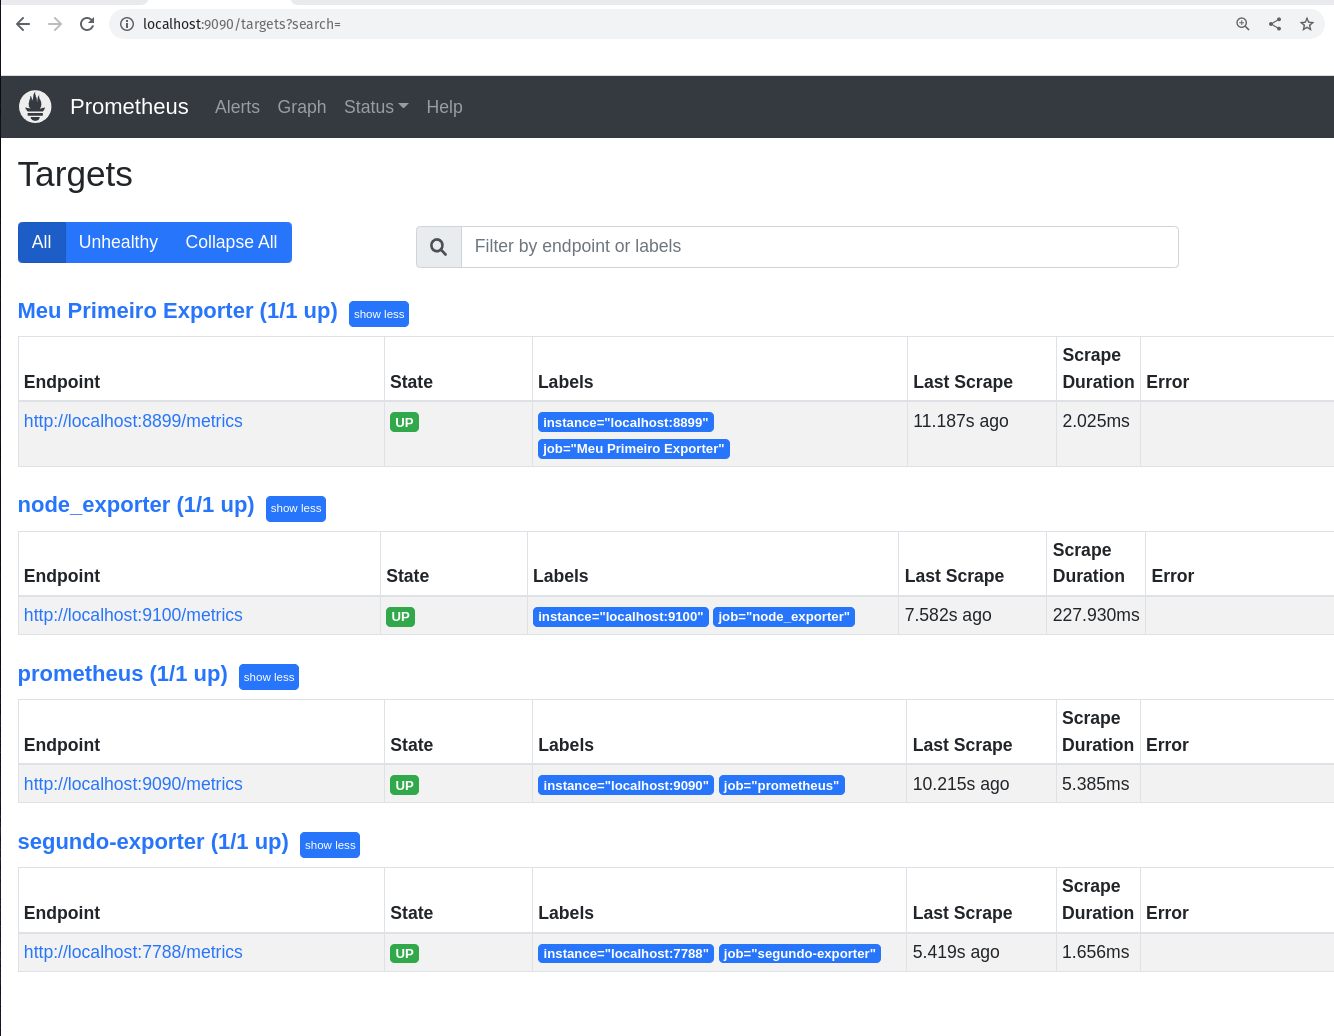 localhost:9090/targets?search=
Prometheus Alerts Graph Status Help
Targets
All Unhealthy Collapse All
Filter by endpoint or labels
Meu Primeiro Exporter (1/1 up) show less
Endpoint State Labels Last Scrape Scrape Duration Error
http://localhost:8899/metrics UP instance="localhost:8899" 11.187s ago 2.025ms
job="Meu Primeiro Exporter"
node_exporter (1/1 up) show less
Endpoint State Labels Last Scrape Scrape Duration Error
http://localhost:9100/metrics UP instance="localhost:9100" job="node_exporter" 7.582s ago 227.930ms
prometheus (1/1 up) show less
Endpoint State Labels Last Scrape Scrape Duration Error
http://localhost:9090/metrics UP instance="localhost:9090" job="prometheus" 10.215s ago 5.385ms
segundo-exporter (1/1 up) show less
Endpoint State Labels Last Scrape Scrape Duration Error
http://localhost:7788/metrics UP instance="localhost:7788" job="segundo-exporter" 5.419s ago 1.656ms